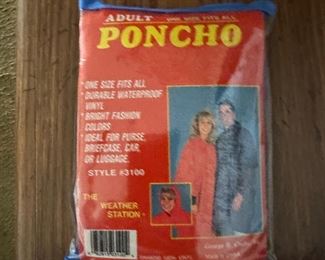 ADULT ONE SIZE FITS ALL
PONCHO
• ONE SIZE FITS ALL
• DURABLE WATERPROOF
VINYL
• BRIGHT FASHION
COLORS
• IDEAL FOR PURSE,
BRIEFCASE, CAR,
OR LUGGAGE.
STYLE #3100
THE
WEATHER
STATION
George S.